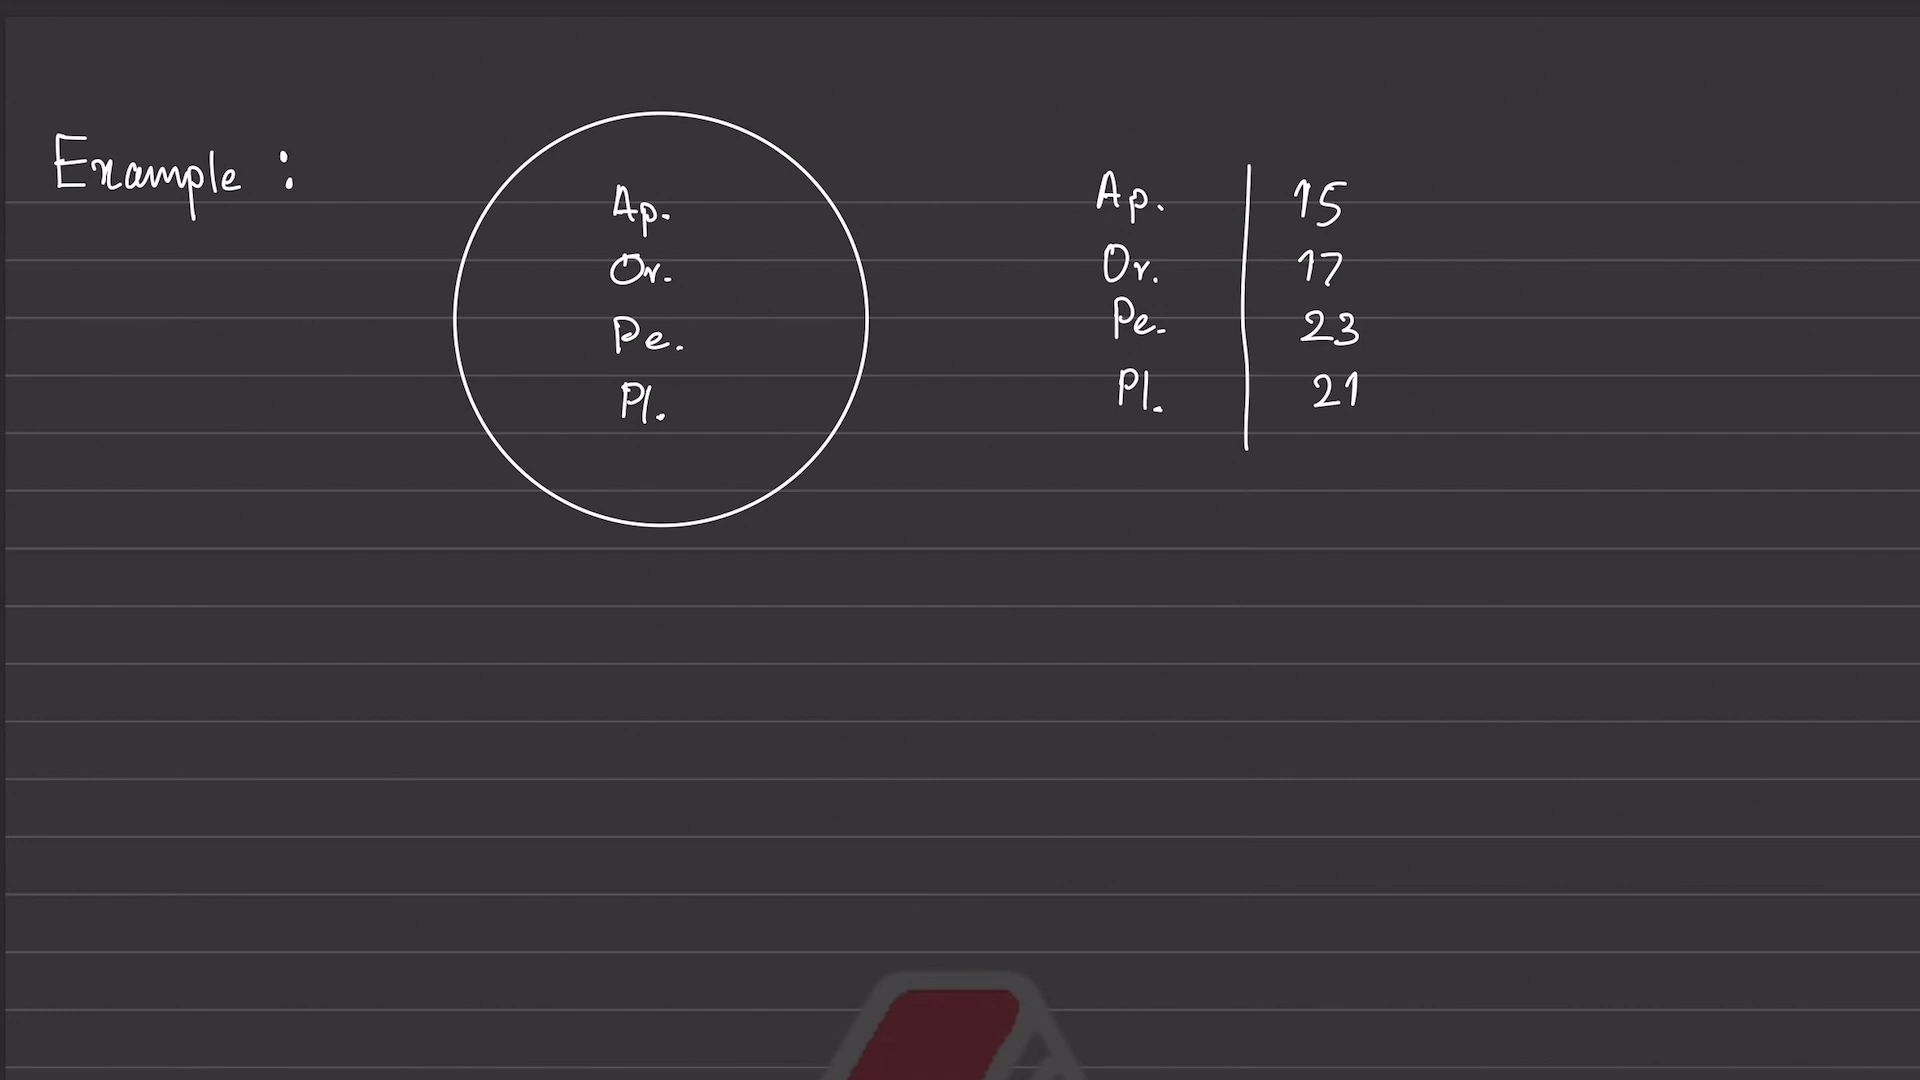 Example :
Ap.
Or.
Pe.
Pl.
Ap. 15
Or. 17
Pe. 23
Pl. 21